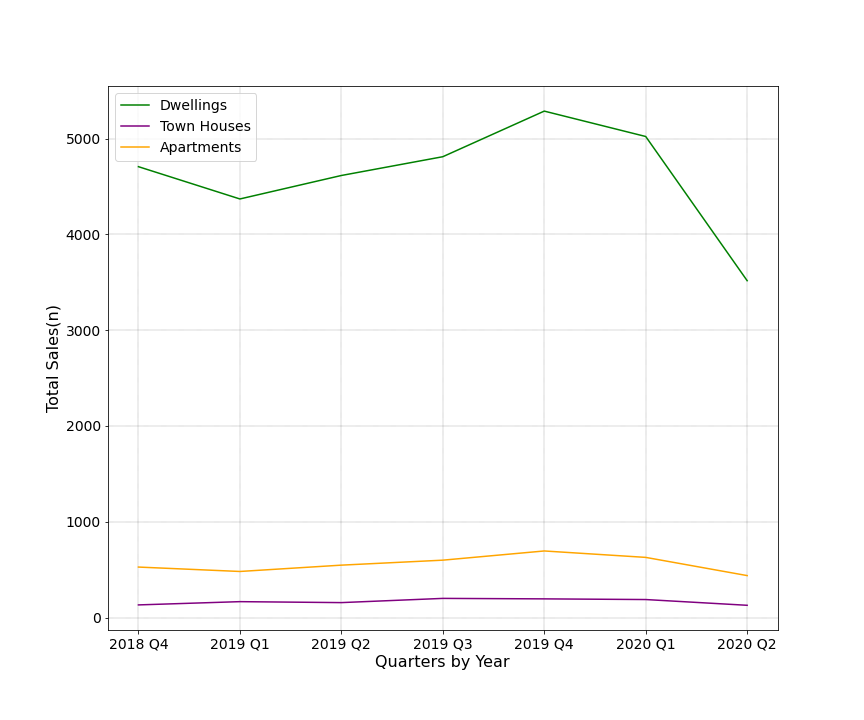 Dwellings
Town Houses
Apartments
5000
4000
3000
2000
1000
0
Total Sales(n)
2018 Q4 2019 Q1 2019 Q2 2019 Q3 2019 Q4 2020 Q1 2020 Q2
Quarters by Year